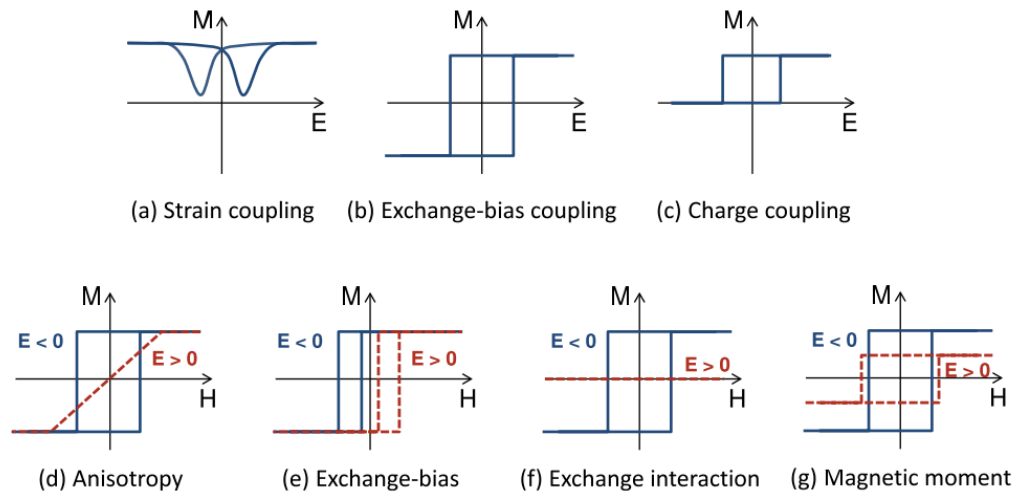 M
E
M
E
M
E
(a) Strain coupling
(b) Exchange-bias coupling
(c) Charge coupling
M
E < 0
E > 0
H
M
E < 0
E > 0
H
M
E < 0
E > 0
H
M
E < 0
E > 0
H
(d) Anisotropy
(e) Exchange-bias
(f) Exchange interaction
(g) Magnetic moment